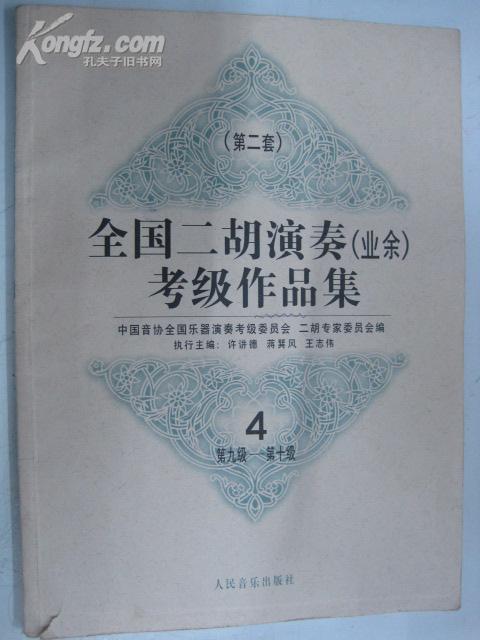 Kongfz.com
孔夫子旧书网
(第二套)
全国二胡演奏(业余)
考级作品集
中国音协全国乐器演奏考级委员会 二胡专家委员会编
执行主编：许讲德 蒋巽风 王志伟
4
第九级—第十级
人民音乐出版社